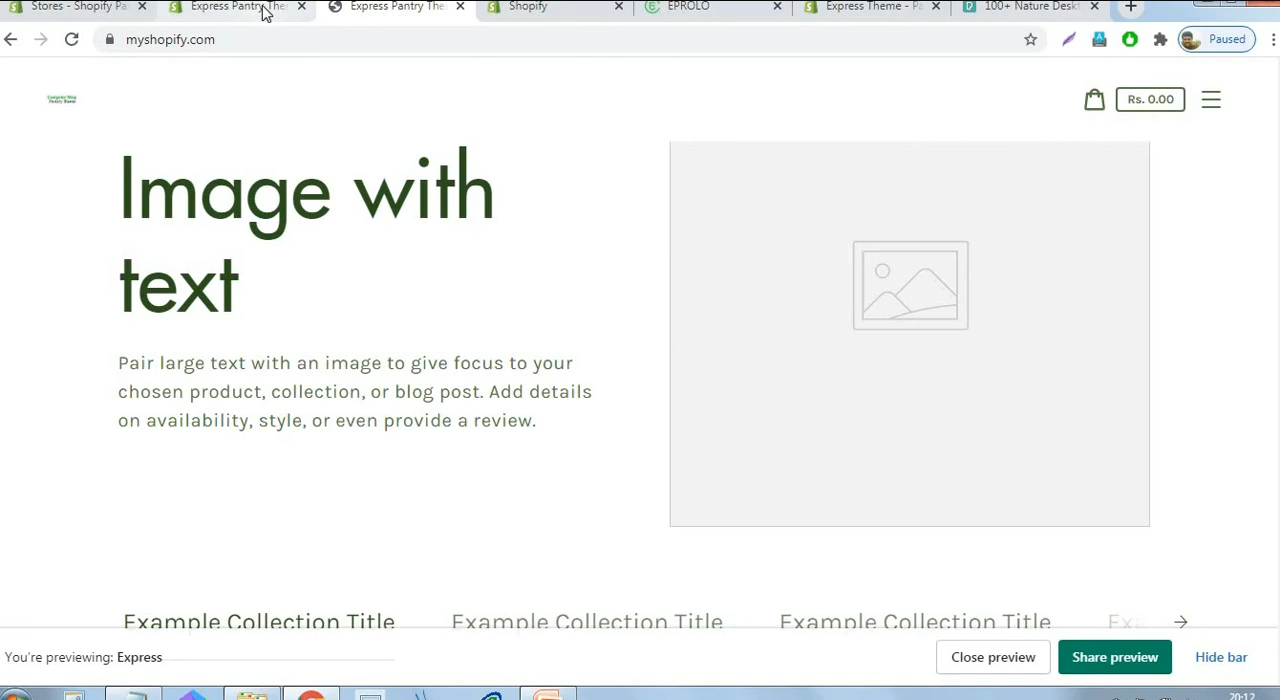 Stores - Shopify Pa
Express Pantry The
Express Pantry The
Shopify
EPROLO
Express Theme - Pa
100+ Nature Deskt
myshopify.com
Paused
Rs. 0.00
Image with
text
Pair large text with an image to give focus to your
chosen product, collection, or blog post. Add details
on availability, style, or even provide a review.
Example Collection Title
Example Collection Title
Example Collection Title
Exa
You're previewing: Express
Close preview
Share preview
Hide bar
20:12